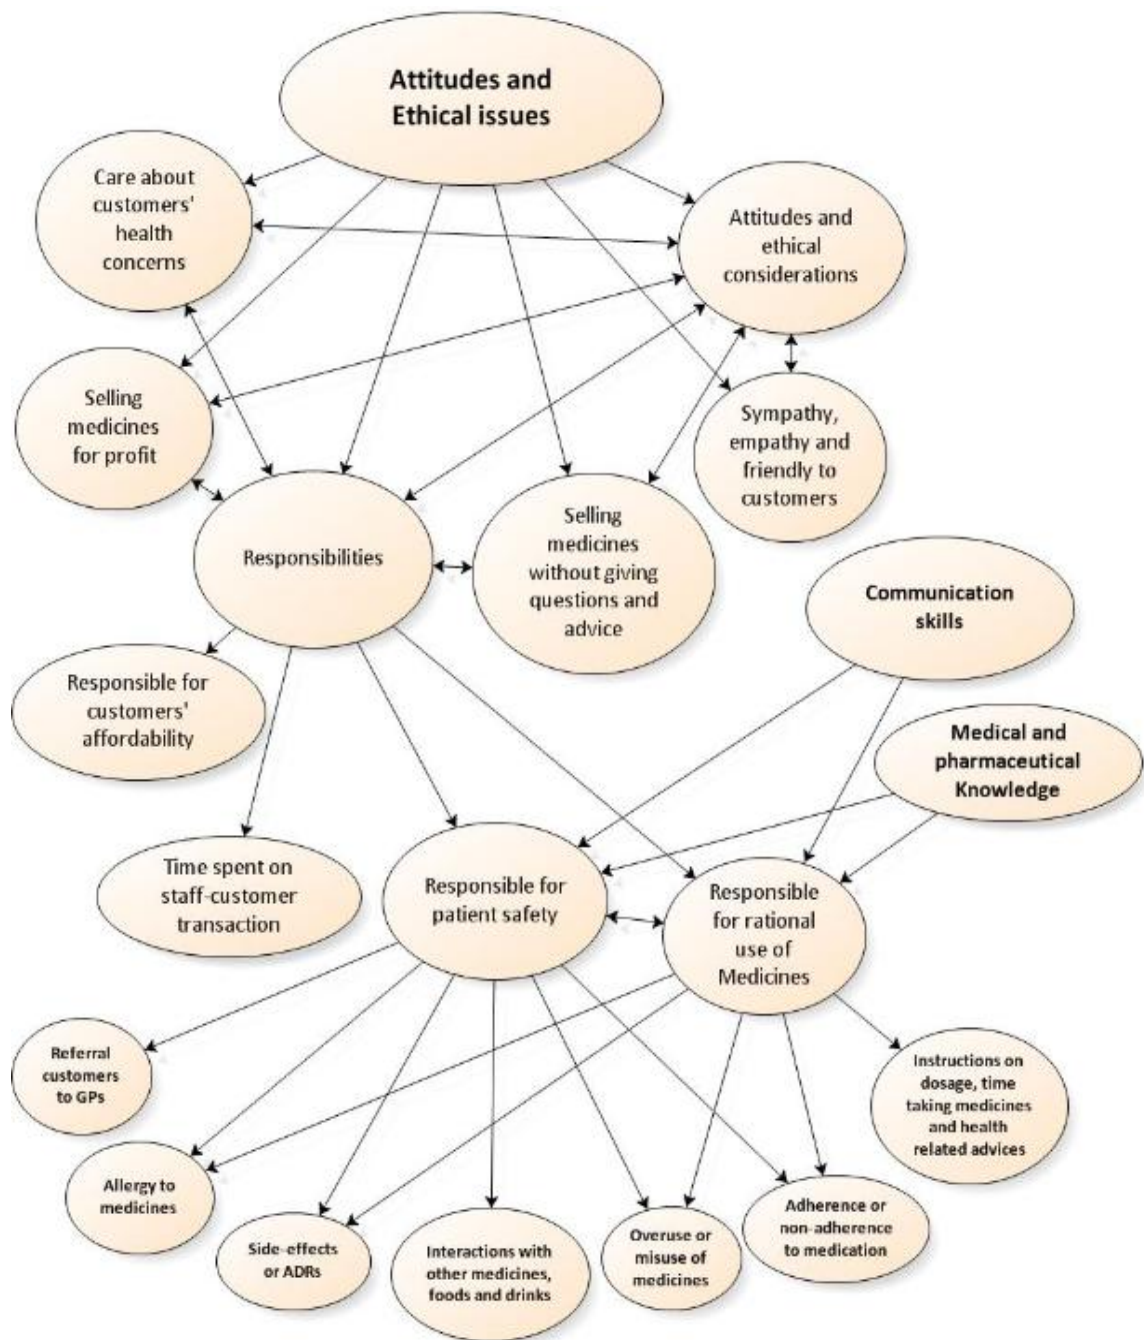 Attitudes and
Ethical issues
Care about
customers'
health
concerns
Attitudes and
ethical
considerations
Selling
medicines
for profit
Sympathy,
empathy and
friendly to
customers
Responsibilities
Selling
medicines
without giving
questions and
advice
Communication
skills
Responsible for
customers'
affordability
Medical and
pharmaceutical
Knowledge
Time spent on
staff-customer
transaction
Responsible for
patient safety
Responsible
for rational
use of
Medicines
Referral
customers
to GPs
Instructions on
dosage, time
taking medicines
and health
related advices
Allergy to
medicines
Side-effects
or ADRs
Interactions with
other medicines,
foods and drinks
Overuse or
misuse of
medicines
Adherence or
non-adherence
to medication